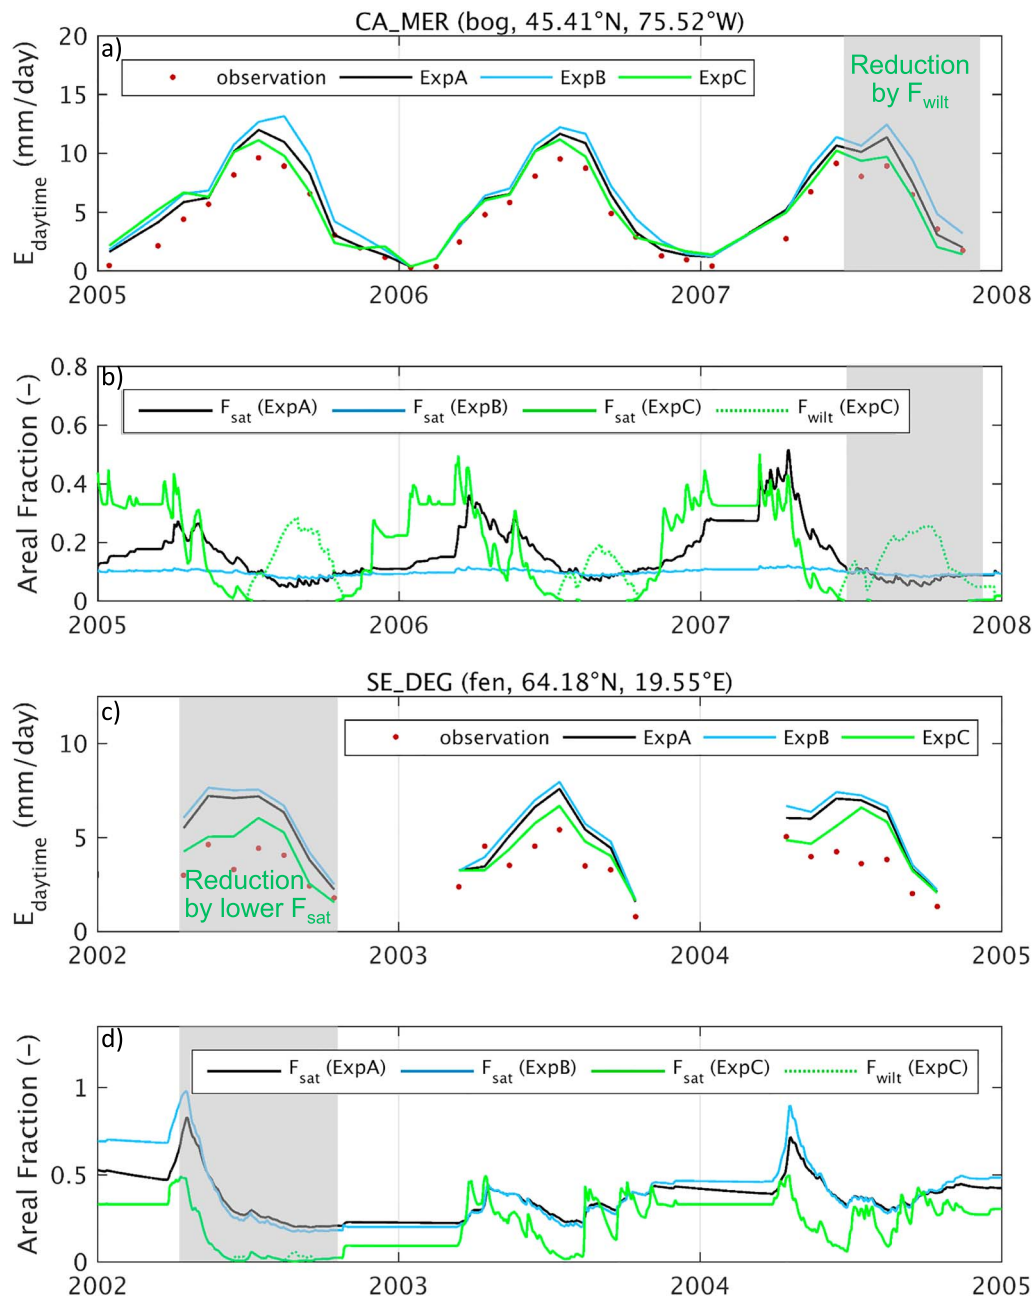 CA_MER (bog, 45.41°N, 75.52°W)
a)
E_daytime (mm/day)
20
15
10
5
0
observation ExpA ExpB ExpC
Reduction
by F_wilt
2005 2006 2007 2008
b)
Areal Fraction (−)
0.8
0.6
0.4
0.2
0
F_sat (ExpA) F_sat (ExpB) F_sat (ExpC) F_wilt (ExpC)
2005 2006 2007 2008
SE_DEG (fen, 64.18°N, 19.55°E)
c)
E_daytime (mm/day)
10
5
0
observation ExpA ExpB ExpC
Reduction
by lower F_sat
2002 2003 2004 2005
d)
Areal Fraction (−)
1
0.5
0
F_sat (ExpA) F_sat (ExpB) F_sat (ExpC) F_wilt (ExpC)
2002 2003 2004 2005